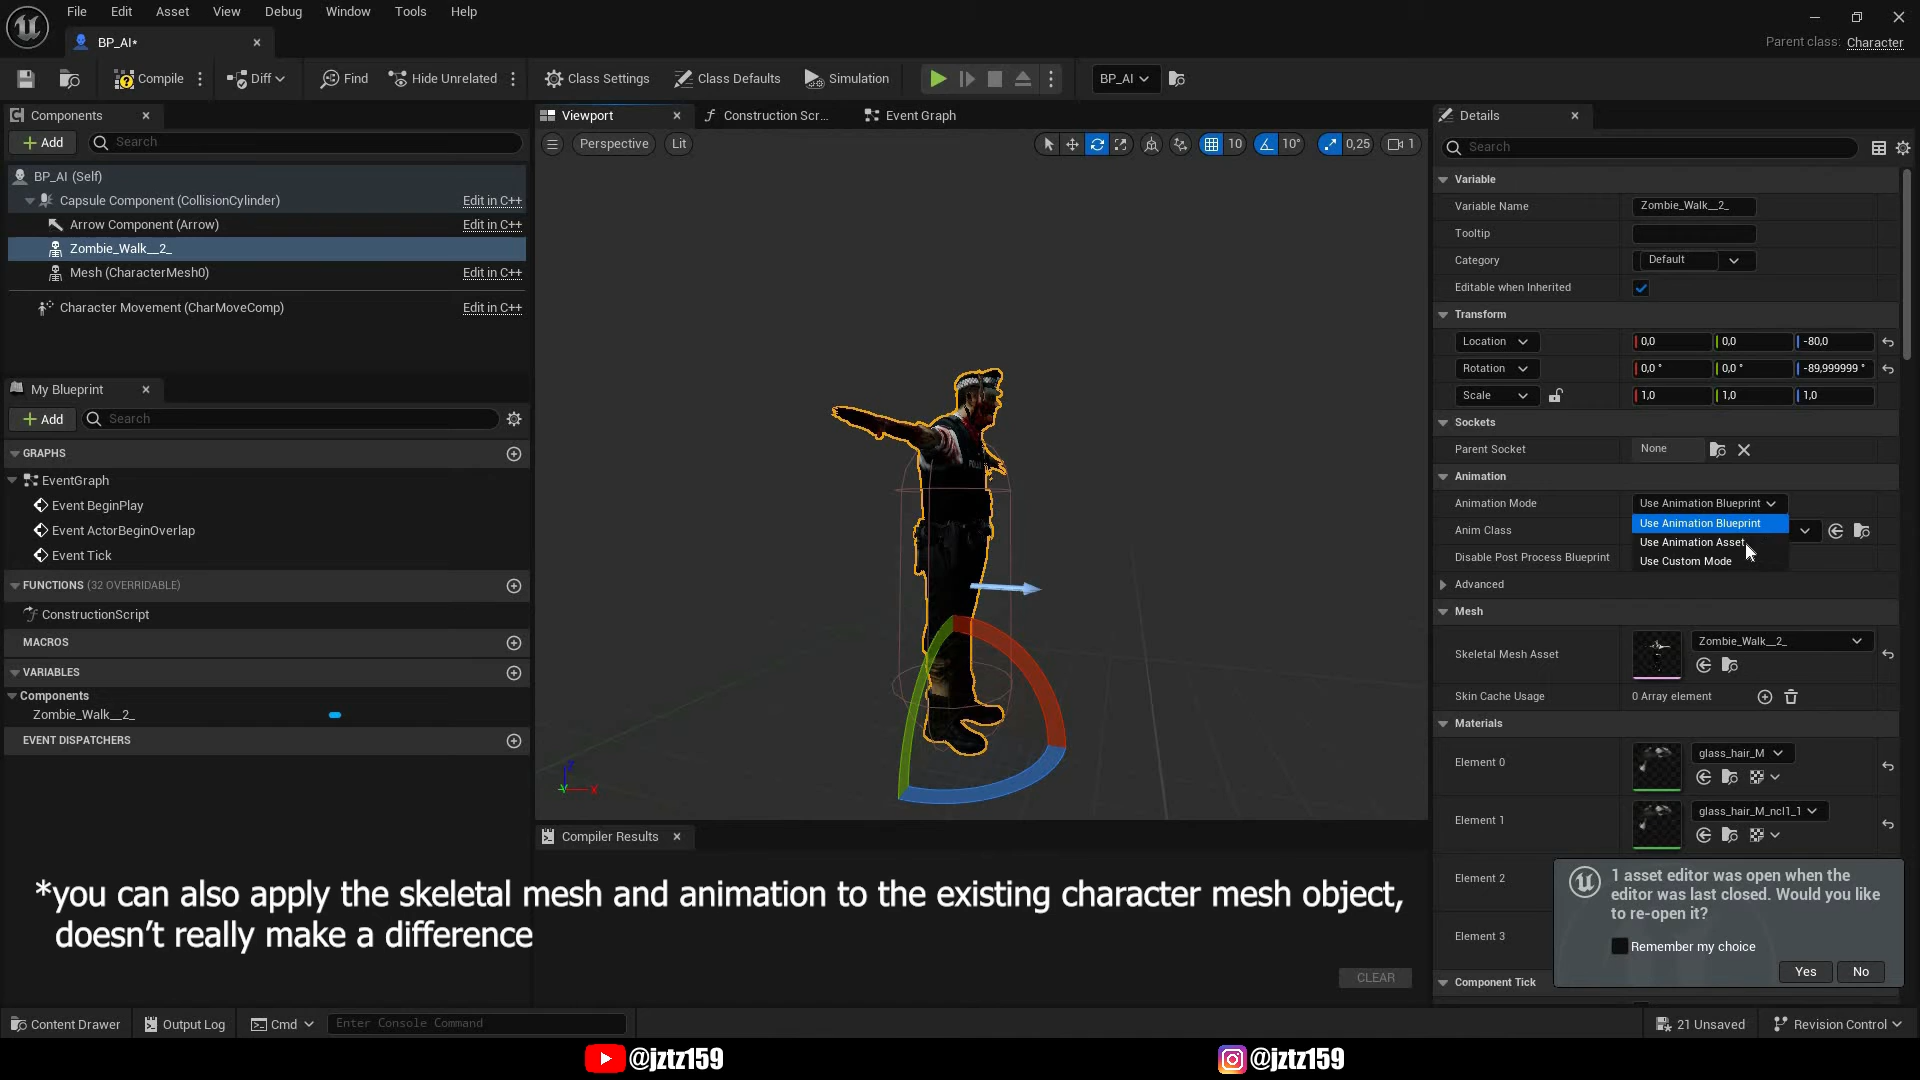 File Edit Asset View Debug Window Tools Help
BP_AI*
Parent class: Character
Compile Diff Find Hide Unrelated Class Settings Class Defaults Simulation BP_AI
Components
Add Search
BP_AI (Self)
Capsule Component (CollisionCylinder) Edit in C++
Arrow Component (Arrow) Edit in C++
Zombie_Walk__2_
Mesh (CharacterMesh0) Edit in C++
Character Movement (CharMoveComp) Edit in C++
My Blueprint
Add Search
GRAPHS
EventGraph
Event BeginPlay
Event ActorBeginOverlap
Event Tick
FUNCTIONS (32 OVERRIDABLE)
ConstructionScript
MACROS
VARIABLES
Components
Zombie_Walk__2_
EVENT DISPATCHERS
Viewport Construction Scr... Event Graph
Perspective Lit 10 10° 0,25 1
Z
Y X
Compiler Results
*you can also apply the skeletal mesh and animation to the existing character mesh object,
doesn't really make a difference
CLEAR
Details
Search
Variable
Variable Name Zombie_Walk__2_
Tooltip
Category Default
Editable when Inherited
Transform
Location 0,0 0,0 -80,0
Rotation 0,0 ° 0,0 ° -89,999999 °
Scale 1,0 1,0 1,0
Sockets
Parent Socket None
Animation
Animation Mode Use Animation Blueprint
Use Animation Blueprint
Anim Class
Use Animation Asset
Disable Post Process Blueprint
Use Custom Mode
Advanced
Mesh
Skeletal Mesh Asset Zombie_Walk__2_
Skin Cache Usage 0 Array element
Materials
Element 0 glass_hair_M
Element 1 glass_hair_M_ncl1_1
Element 2
Element 3
Component Tick
1 asset editor was open when the
editor was last closed. Would you like
to re-open it?
Remember my choice
Yes No
Content Drawer Output Log Cmd Enter Console Command 21 Unsaved Revision Control
@jztz159 @jztz159